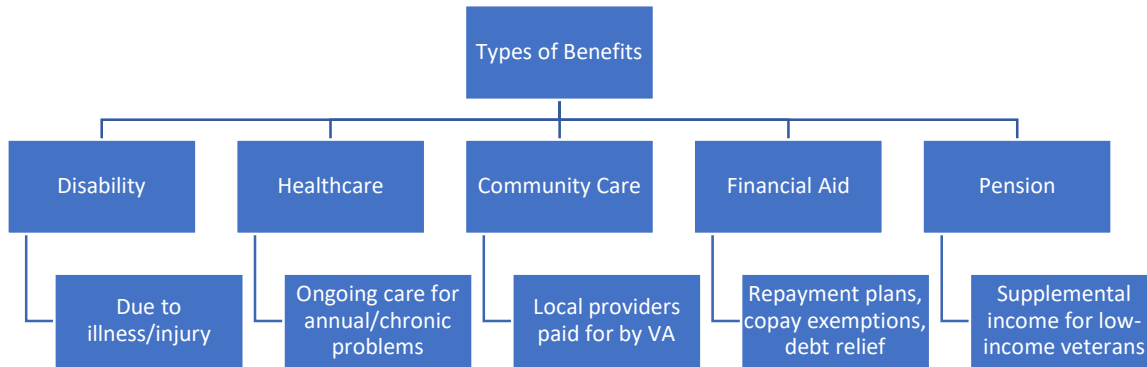 Types of Benefits
Disability
Healthcare
Community Care
Financial Aid
Pension
Due to
illness/injury
Ongoing care for
annual/chronic
problems
Local providers
paid for by VA
Repayment plans,
copay exemptions,
debt relief
Supplemental
income for low-
income veterans